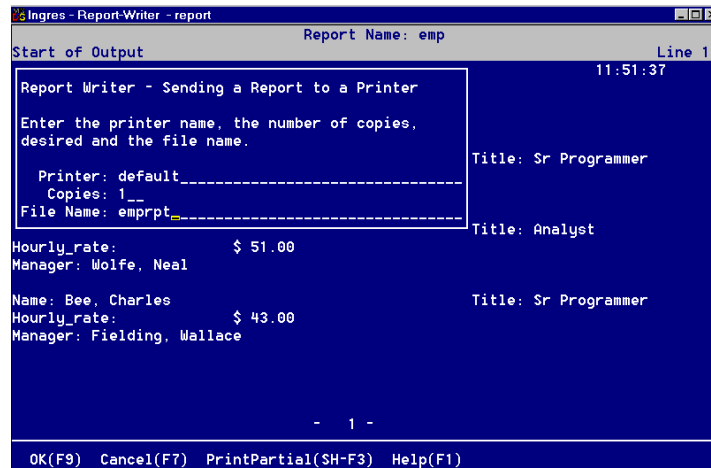 Ingres - Report-Writer - report
Report Name: emp
Start of Output Line 1
11:51:37
Report Writer - Sending a Report to a Printer
Enter the printer name, the number of copies,
desired and the file name.
Title: Sr Programmer
Printer: default_________________________________
Copies: 1__
File Name: emprpt_________________________________
Title: Analyst
Hourly_rate: $ 51.00
Manager: Wolfe, Neal
Name: Bee, Charles Title: Sr Programmer
Hourly_rate: $ 43.00
Manager: Fielding, Wallace
- 1 -
OK(F9) Cancel(F7) PrintPartial(SH-F3) Help(F1)